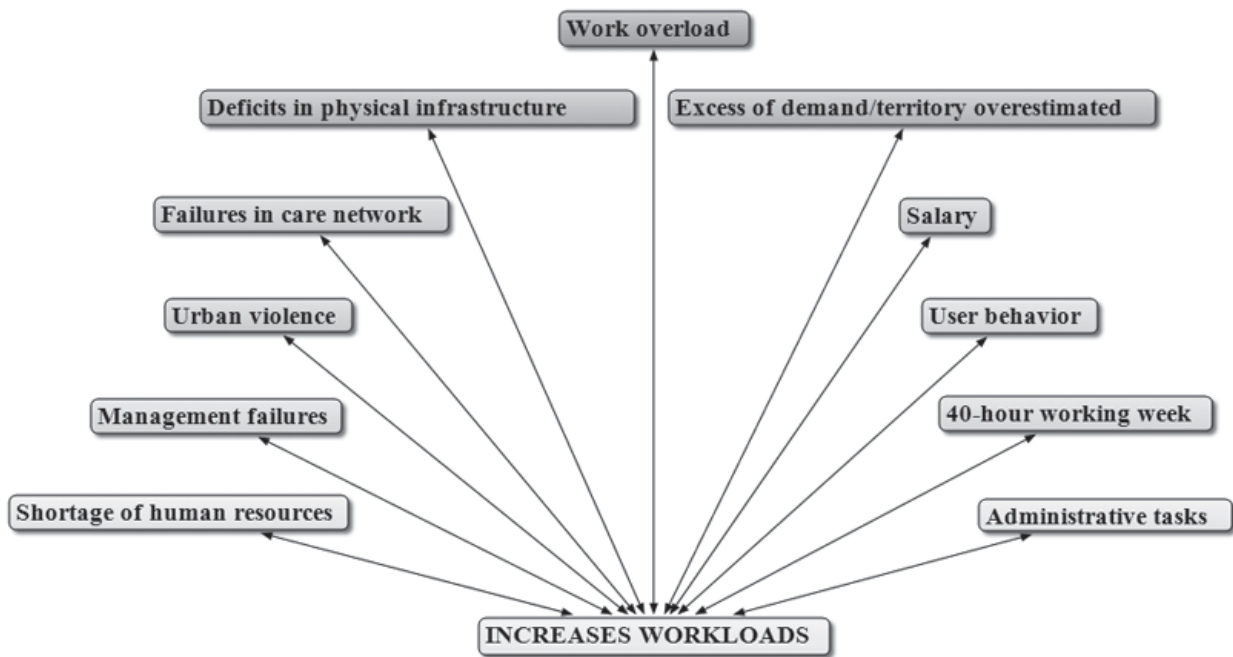 Work overload
Deficits in physical infrastructure
Excess of demand/territory overestimated
Failures in care network
Salary
Urban violence
User behavior
Management failures
40-hour working week
Shortage of human resources
Administrative tasks
INCREASES WORKLOADS